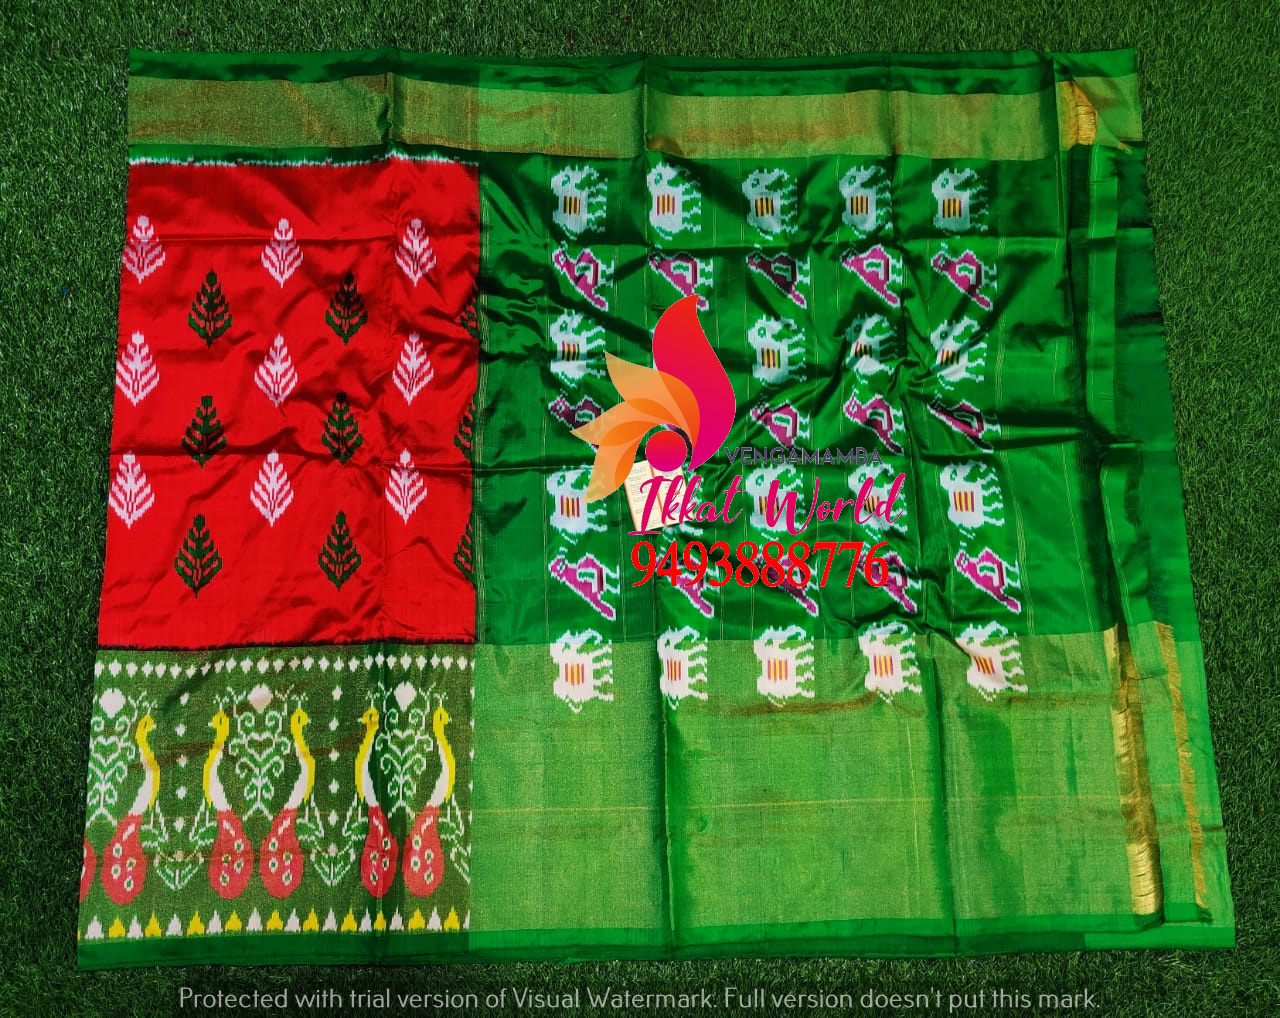 VENGAMAMBA
Ikkat World
9493888776
Protected with trial version of Visual Watermark. Full version doesn't put this mark.